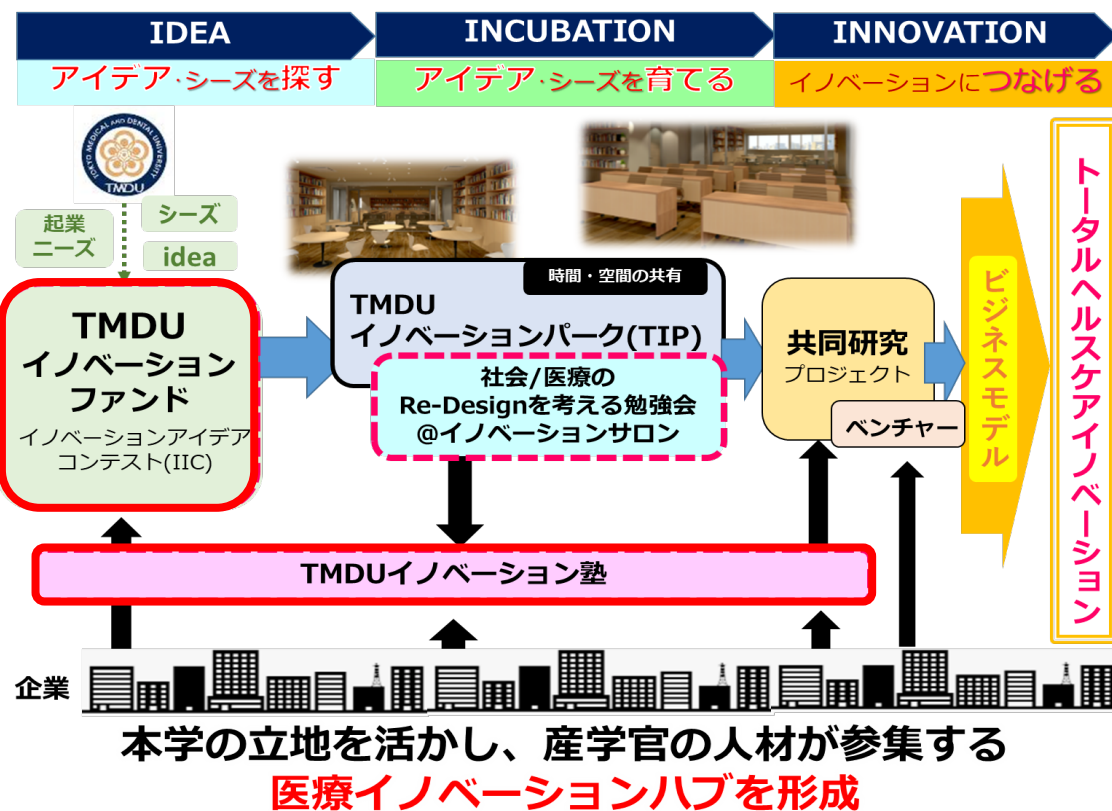 IDEA
INCUBATION
INNOVATION
アイデア・シーズを探す
アイデア・シーズを育てる
イノベーションにつなげる
TOKYO MEDICAL AND DENTAL UNIVERSITY
TMDU
起業
ニーズ
シーズ
idea
TMDU
イノベーション
ファンド
イノベーションアイデア
コンテスト(IIC)
時間・空間の共有
TMDU
イノベーションパーク(TIP)
社会/医療の
Re-Designを考える勉強会
@イノベーションサロン
共同研究
プロジェクト
ベンチャー
ビジネスモデル
トータルヘルスケアイノベーション
TMDUイノベーション塾
企業
本学の立地を活かし、産学官の人材が参集する
医療イノベーションハブを形成